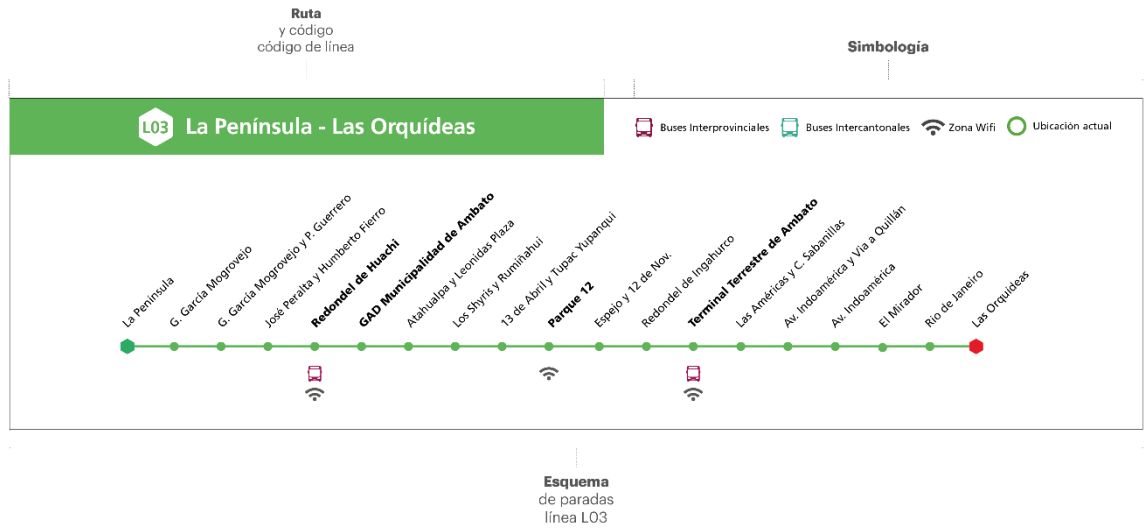 Ruta
y código
código de línea
Simbología
L03 La Península - Las Orquídeas
Buses Interprovinciales
Buses Intercantonales
Zona Wifi
Ubicación actual
La Península
G. García Mogrovejo
G. García Mogrovejo y P. Guerrero
José Peralta y Humberto Fierro
Redondel de Huachi
GAD Municipalidad de Ambato
Atahualpa y Leonidas Plaza
Los Shyris y Rumiñahui
13 de Abril y Tupac Yupanqui
Parque 12
Espejo y 12 de Nov.
Redondel de Ingahurco
Terminal Terrestre de Ambato
Las Américas y C. Sabanillas
Av. Indoamérica y Via a Quillán
Av. Indoamérica
El Mirador
Rio de Janeiro
Las Orquideas
Esquema
de paradas
línea L03